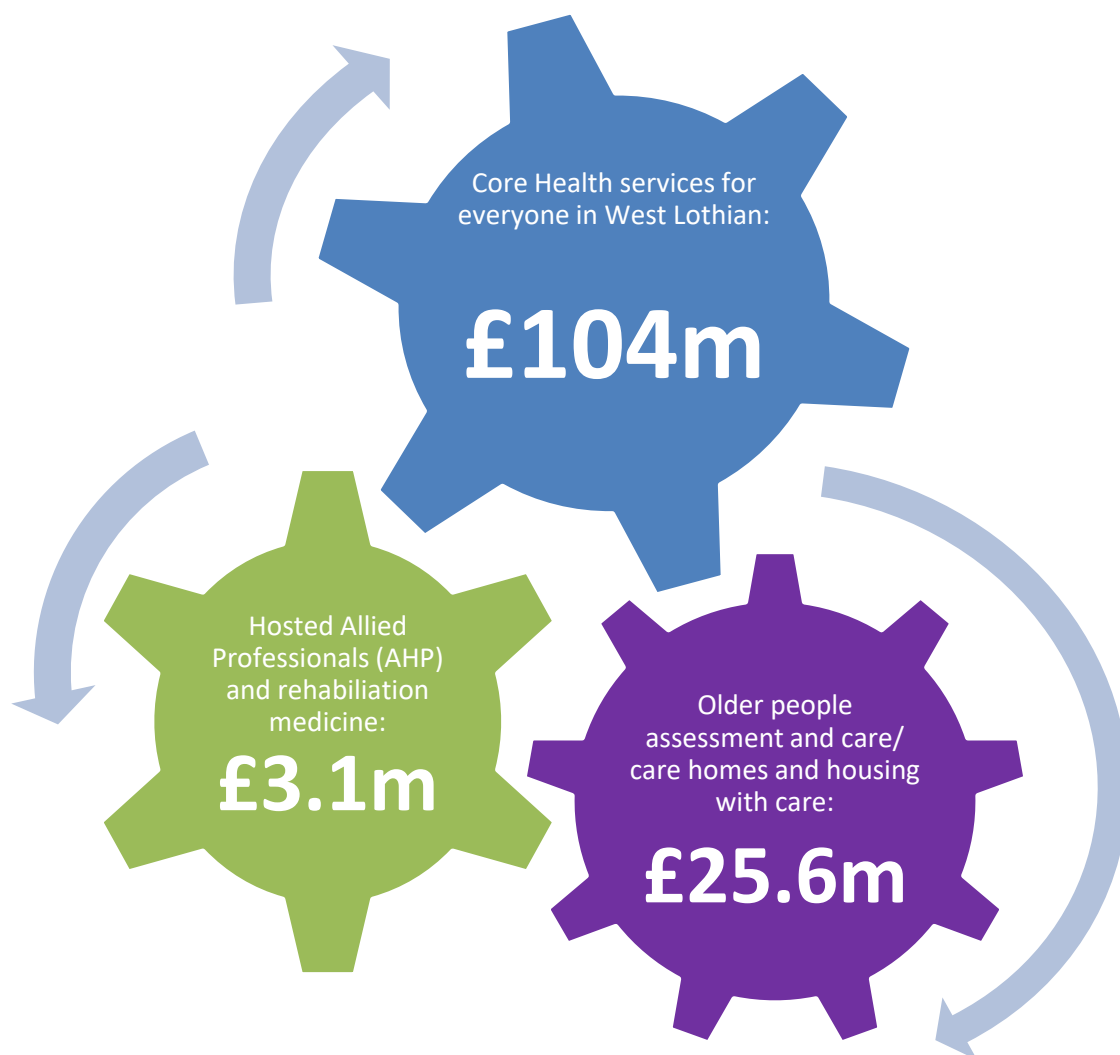 Core Health services for
everyone in West Lothian:
£104m
Hosted Allied
Professionals (AHP)
and rehabiliation
medicine:
£3.1m
Older people
assessment and care/
care homes and housing
with care:
£25.6m